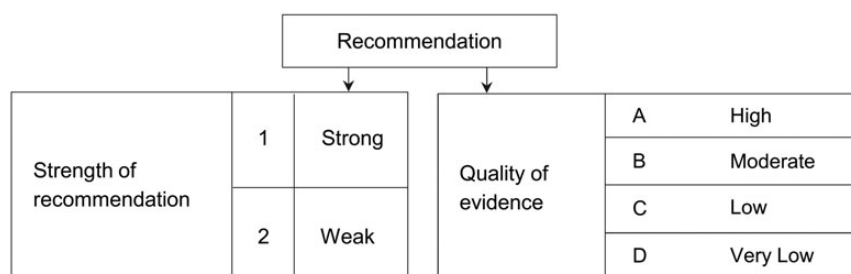 Recommendation
Strength of
recommendation
1 Strong
2 Weak
Quality of
evidence
A High
B Moderate
C Low
D Very Low